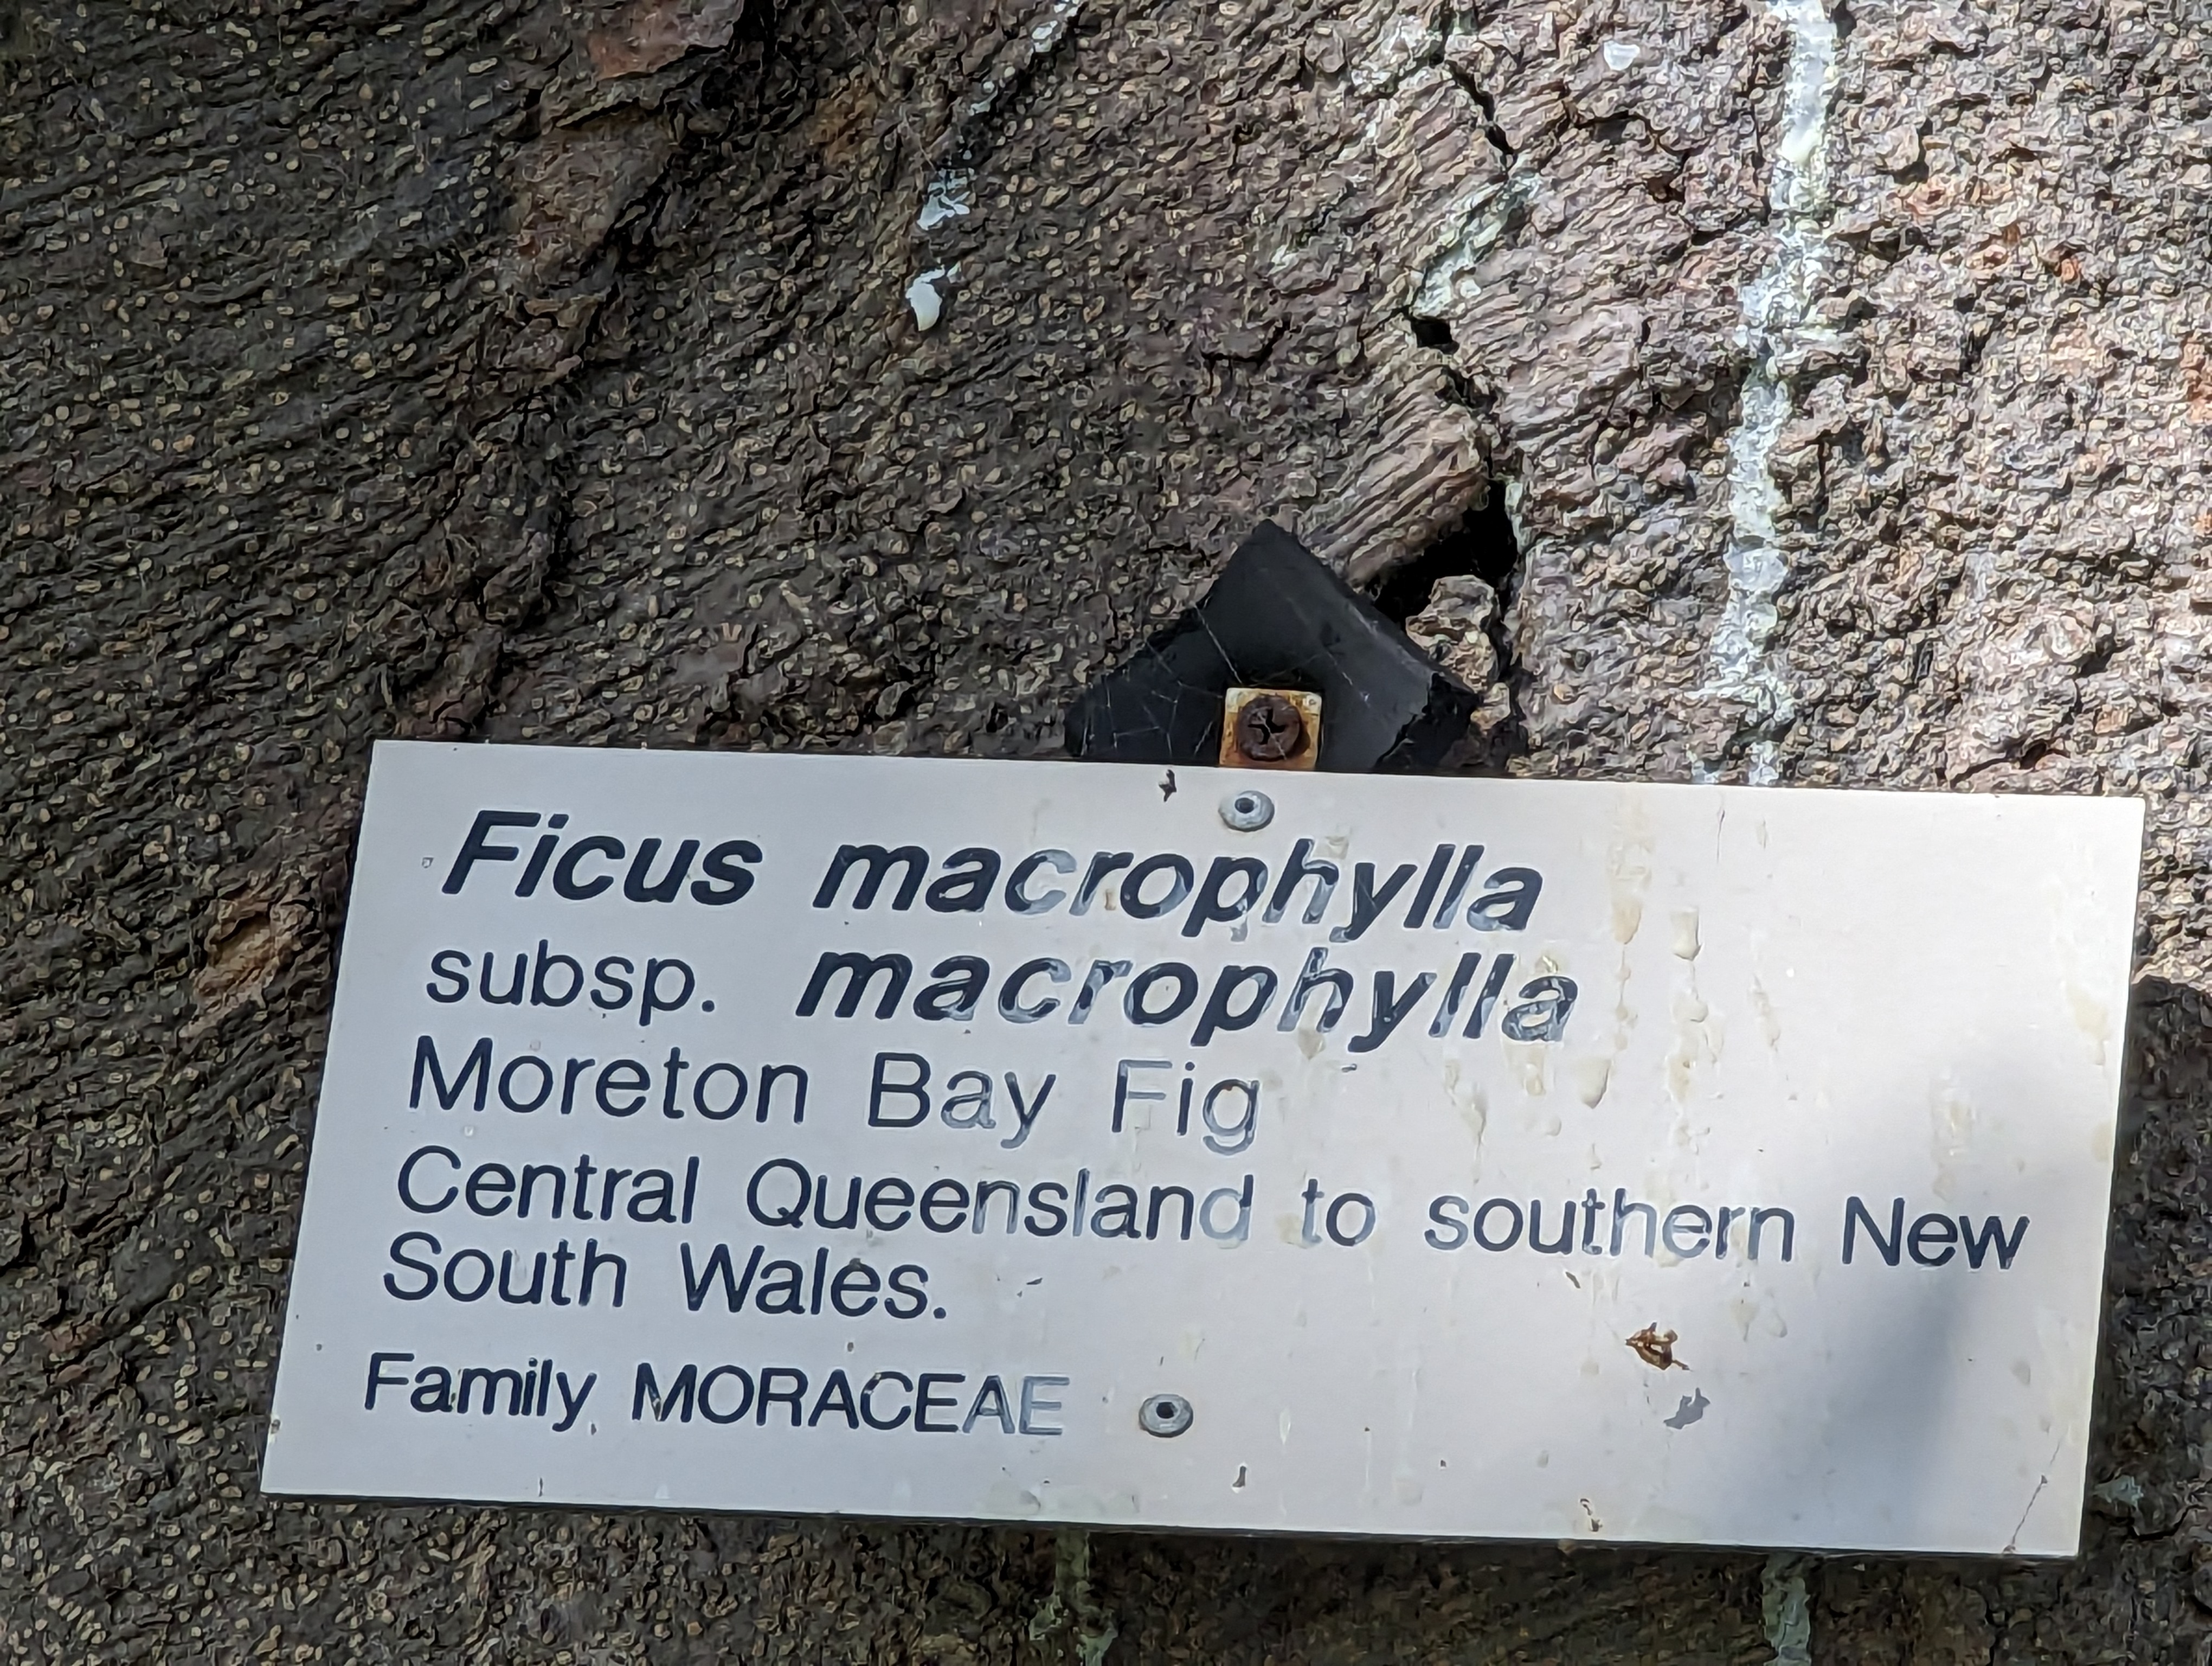 Ficus macrophylla
subsp. macrophylla
Moreton Bay Fig
Central Queensland to southern New
South Wales.
Family MORACEAE